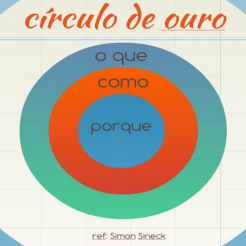 círculo de ouro
o que
como
porque
ref: Simon Sineck